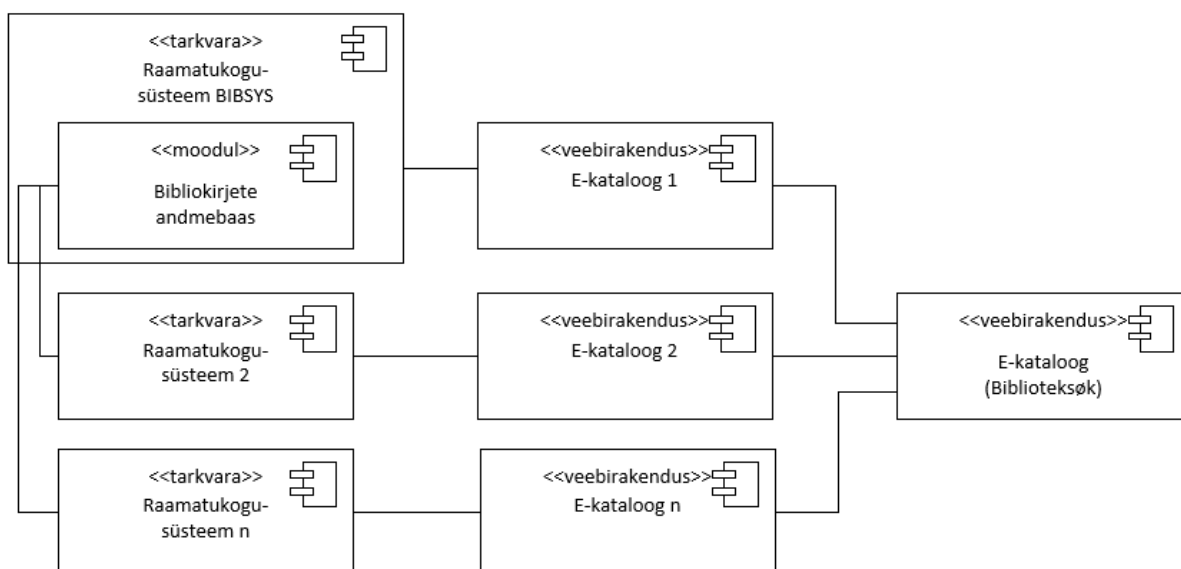 <<tarkvara>>
Raamatukogu-
süsteem BIBSYS
<<moodul>>
Bibliokirjete
andmebaas
<<veebirakendus>>
E-kataloog 1
<<tarkvara>>
Raamatukogu-
süsteem 2
<<veebirakendus>>
E-kataloog 2
<<veebirakendus>>
E-kataloog
(Biblioteksøk)
<<tarkvara>>
Raamatukogu-
süsteem n
<<veebirakendus>>
E-kataloog n